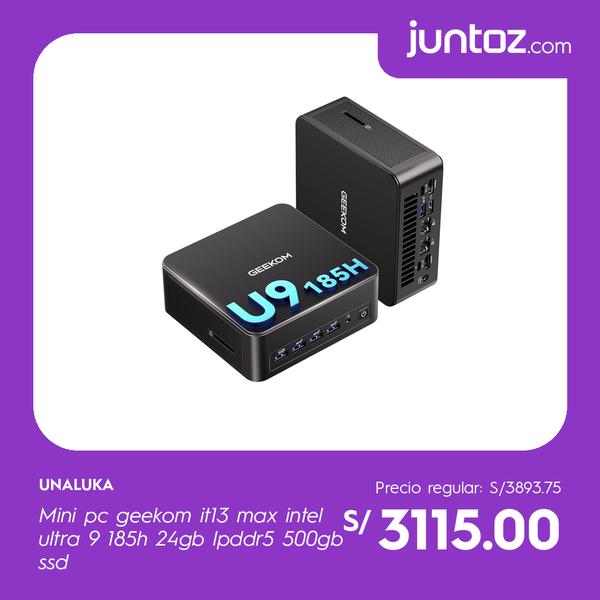 juntoz.com
GEEKOM
GEEKOM
U9 185H
UNALUKA
Precio regular: S/3893.75
Mini pc geekom it13 max intel
ultra 9 185h 24gb lpddr5 500gb
ssd
S/ 3115.00